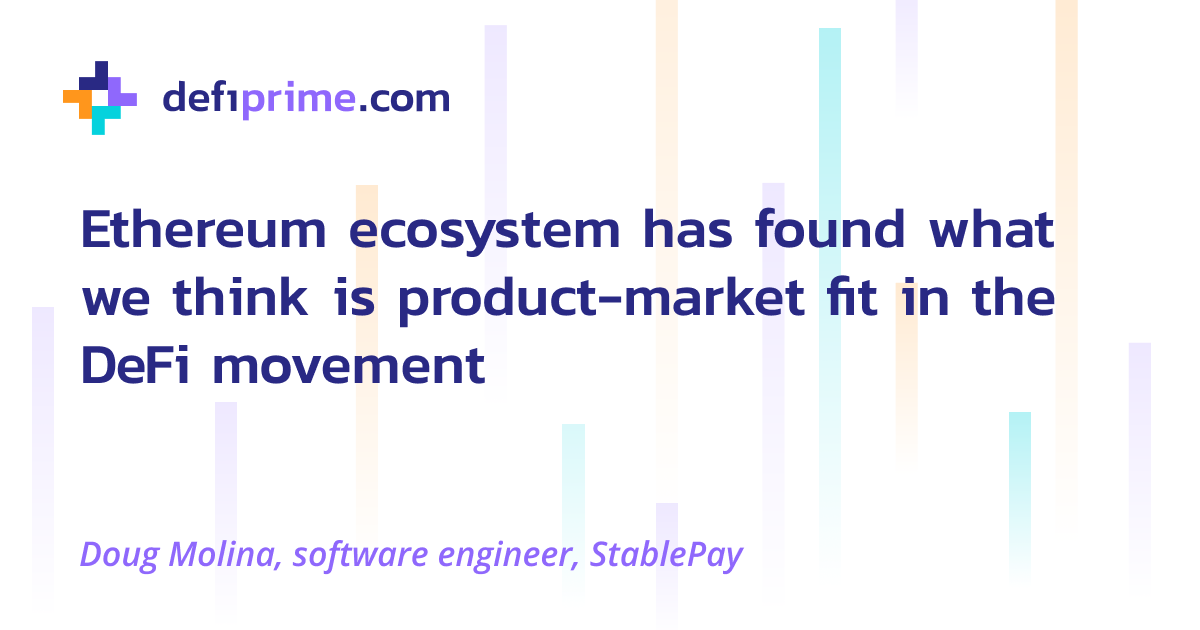 defiprime.com
Ethereum ecosystem has found what
we think is product-market fit in the
DeFi movement
Doug Molina, software engineer, StablePay